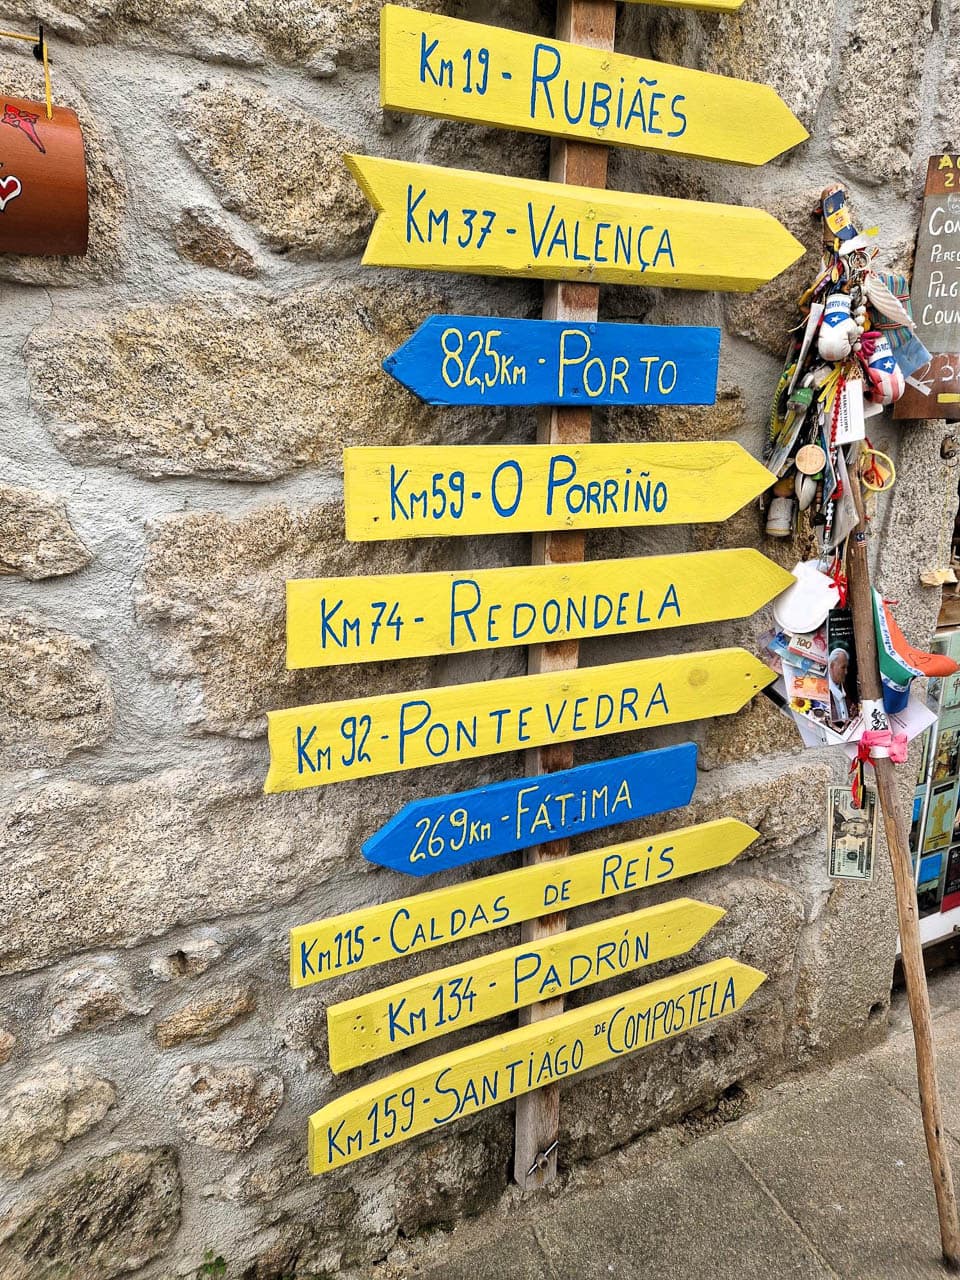 Km 19 - RUBIÃES
Km 37 - VALENÇA
82,5Km - PORTO
Km 59 - O PORRIÑO
Km 74 - REDONDELA
Km 92 - PONTEVEDRA
269Km - FÁTIMA
Km 115 - CALDAS DE REIS
Km 134 - PADRÓN
Km 159 - SANTIAGO DE COMPOSTELA